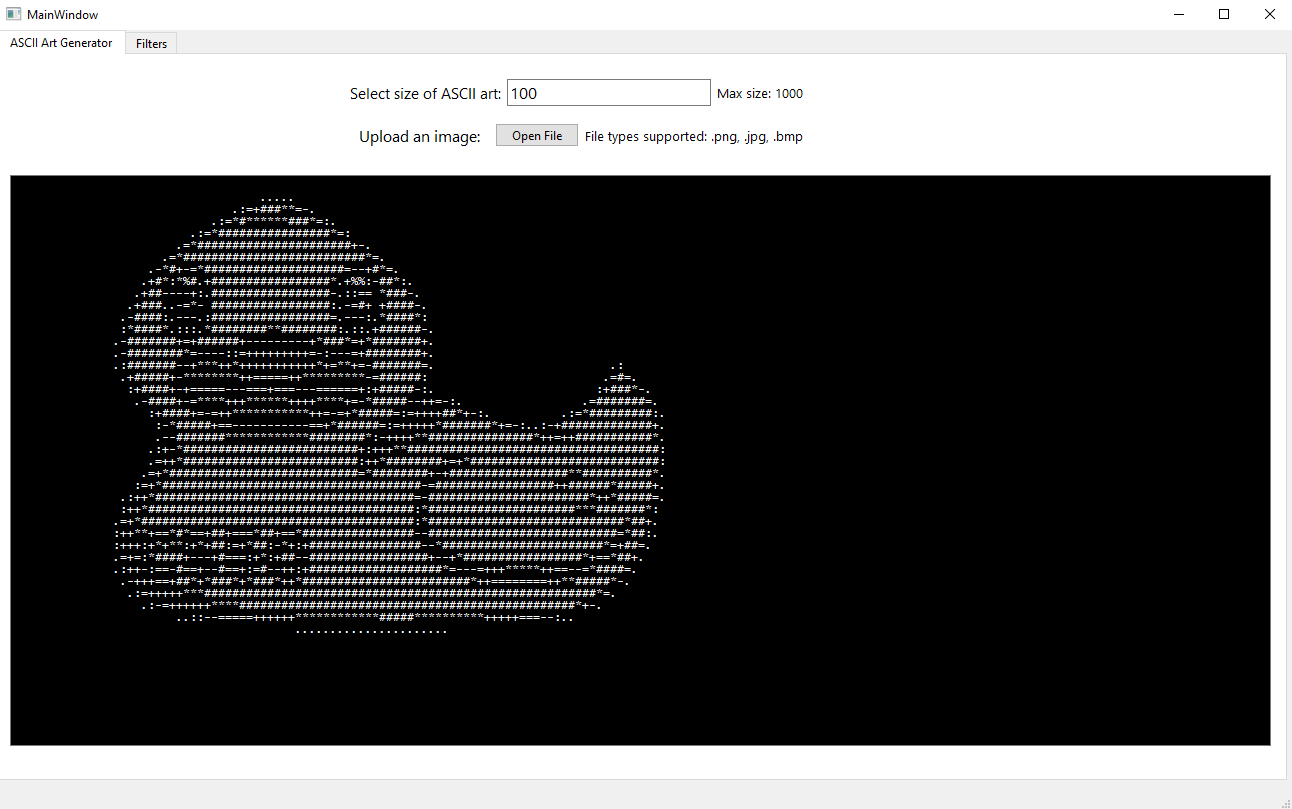 MainWindow
ASCII Art Generator
Filters
Select size of ASCII art: 100 Max size: 1000
Upload an image: Open File File types supported: .png, .jpg, .bmp